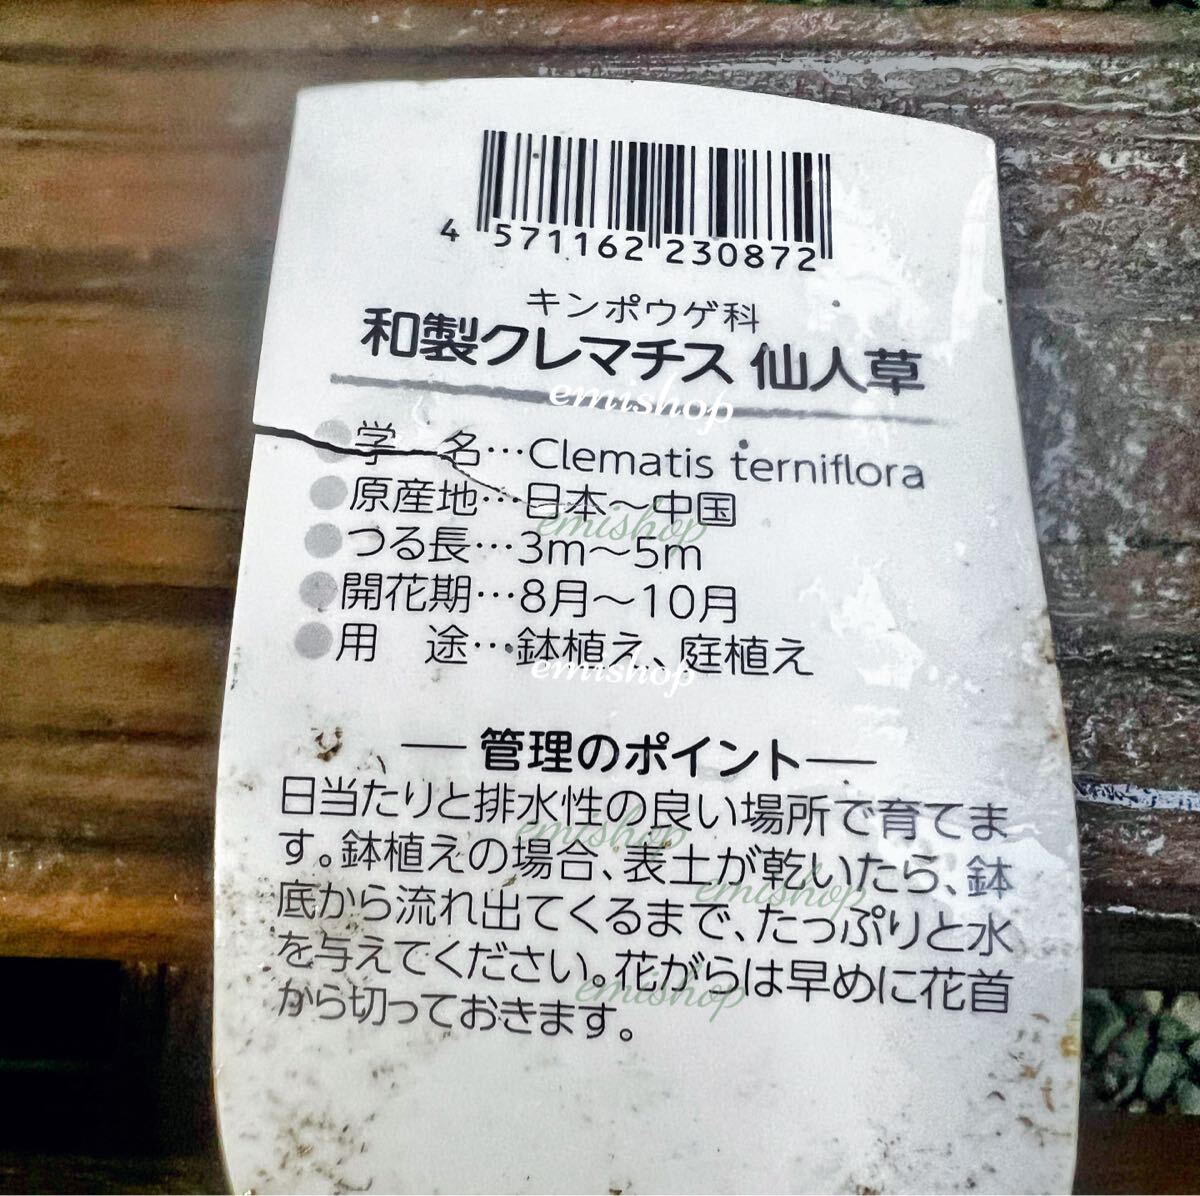 4 571162 230872
キンポウゲ科
和製クレマチス 仙人草
emishop
●学　名…Clematis terniflora
●原産地…日本〜中国
emishop
●つる長…3m〜5m
●開花期…8月〜10月
●用　途…鉢植え、庭植え
emishop
― 管理のポイント―
日当たりと排水性の良い場所で育てま
emishop
す。鉢植えの場合、表土が乾いたら、鉢
emishop
底から流れ出てくるまで、たっぷりと水
を与えてください。花がらは早めに花首
emishop
から切っておきます。